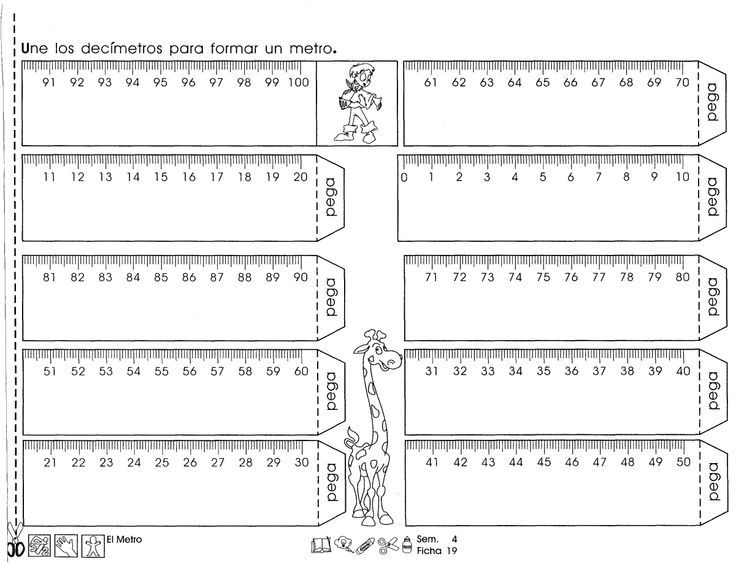 Une los decímetros para formar un metro.
91 92 93 94 95 96 97 98 99 100
61 62 63 64 65 66 67 68 69 70
pega
11 12 13 14 15 16 17 18 19 20
pega
0 1 2 3 4 5 6 7 8 9 10
pega
81 82 83 84 85 86 87 88 89 90
pega
71 72 73 74 75 76 77 78 79 80
pega
51 52 53 54 55 56 57 58 59 60
pega
31 32 33 34 35 36 37 38 39 40
pega
21 22 23 24 25 26 27 28 29 30
pega
41 42 43 44 45 46 47 48 49 50
pega
El Metro
Sem. 4
Ficha 19